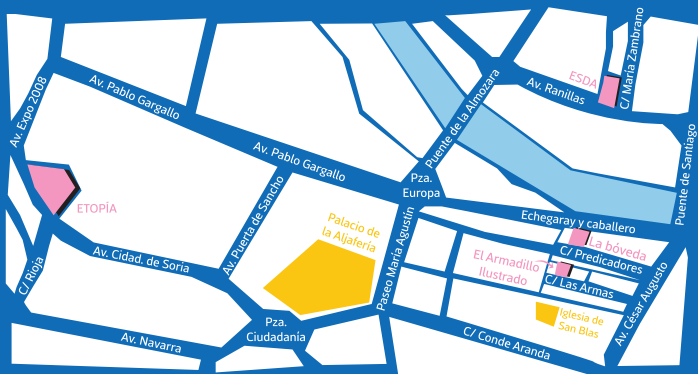 Av. Expo 2008
Av. Pablo Gargallo
Av. Pablo Gargallo
Puente de la Almozara
Av. Ranillas
ESDA
C/ María Zambrano
Puente de Santiago
Pza.
Europa
ETOPÍA
Av. Puerta de Sancho
Palacio de
la Aljafería
Paseo María Agustín
Echegaray y caballero
La bóveda
C/ Predicadores
El Armadillo
Ilustrado
C/ Las Armas
Av. Cidad. de Soria
C/ Rioja
Av. Navarra
Pza.
Ciudadanía
C/ Conde Aranda
Iglesia de
San Blas
Av. César Augusto